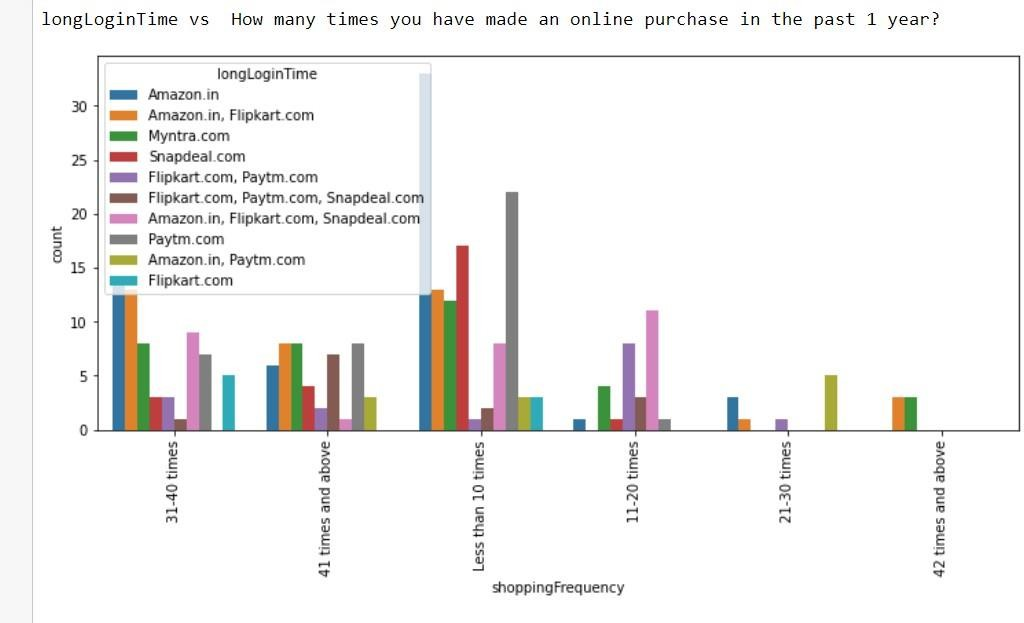 longLoginTime vs  How many times you have made an online purchase in the past 1 year?
longLoginTime
Amazon.in
Amazon.in, Flipkart.com
Myntra.com
Snapdeal.com
Flipkart.com, Paytm.com
Flipkart.com, Paytm.com, Snapdeal.com
Amazon.in, Flipkart.com, Snapdeal.com
Paytm.com
Amazon.in, Paytm.com
Flipkart.com
count
30
25
20
15
10
5
0
31-40 times
41 times and above
Less than 10 times
11-20 times
21-30 times
42 times and above
shoppingFrequency